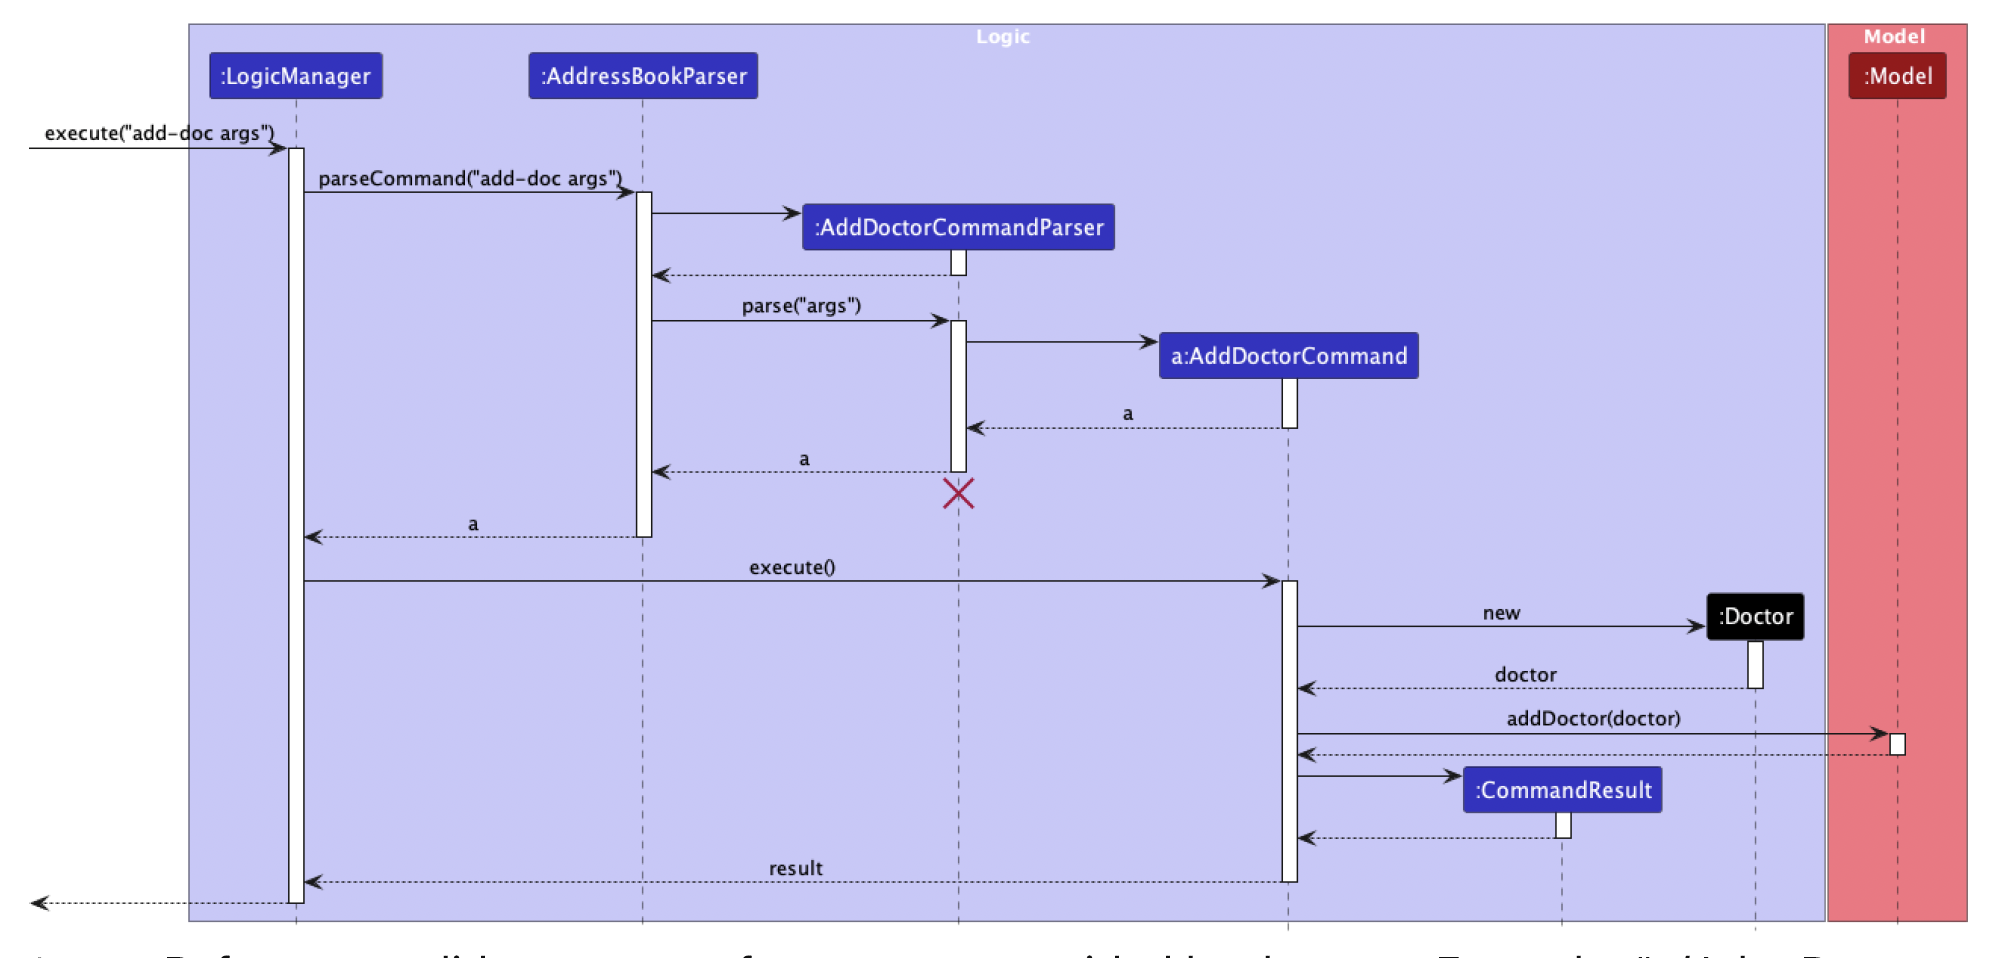 Logic
Model
:LogicManager
:AddressBookParser
:Model
execute("add-doc args")
parseCommand("add-doc args")
:AddDoctorCommandParser
parse("args")
a:AddDoctorCommand
a
a
a
execute()
new
:Doctor
doctor
addDoctor(doctor)
:CommandResult
result